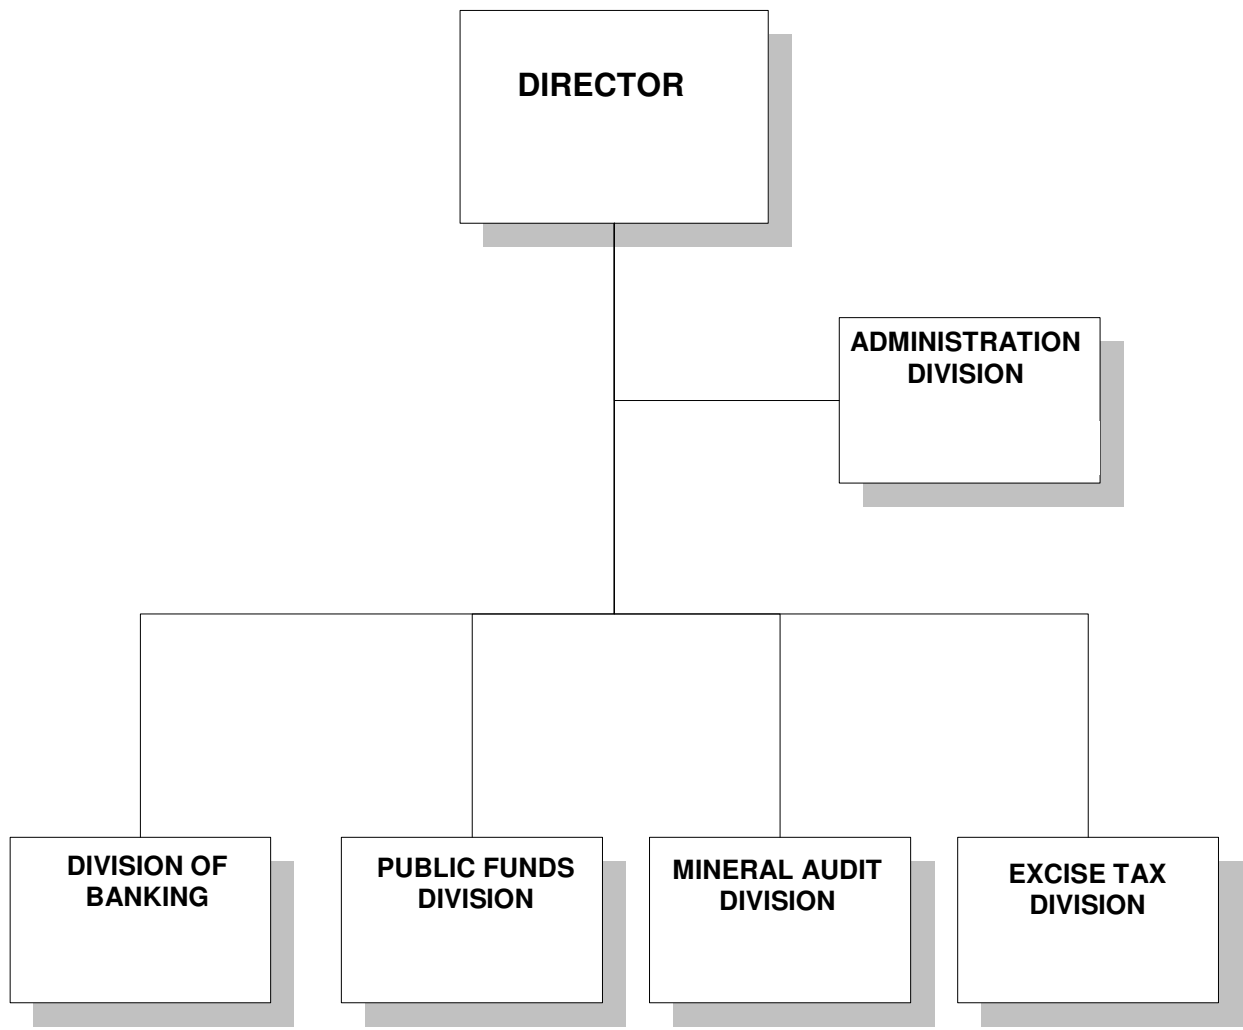 DIRECTOR
ADMINISTRATION
DIVISION
DIVISION OF
BANKING
PUBLIC FUNDS
DIVISION
MINERAL AUDIT
DIVISION
EXCISE TAX
DIVISION